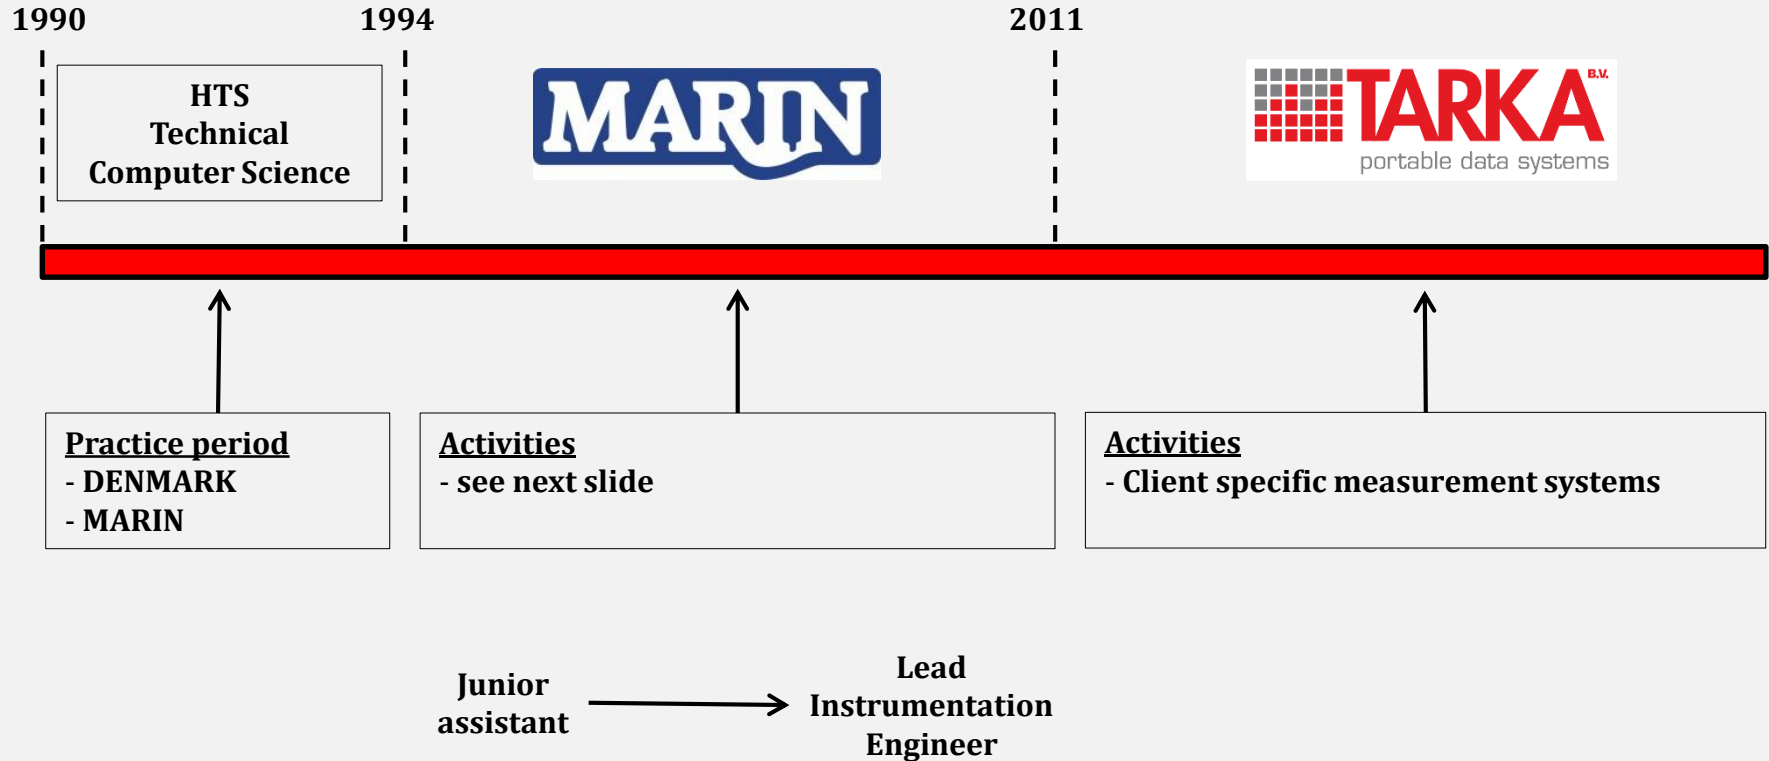 1990
1994
2011
HTS
Technical
Computer Science
MARIN
TARKA B.V.
portable data systems
Practice period
- DENMARK
- MARIN
Activities
- see next slide
Activities
- Client specific measurement systems
Junior
assistant
Lead
Instrumentation
Engineer